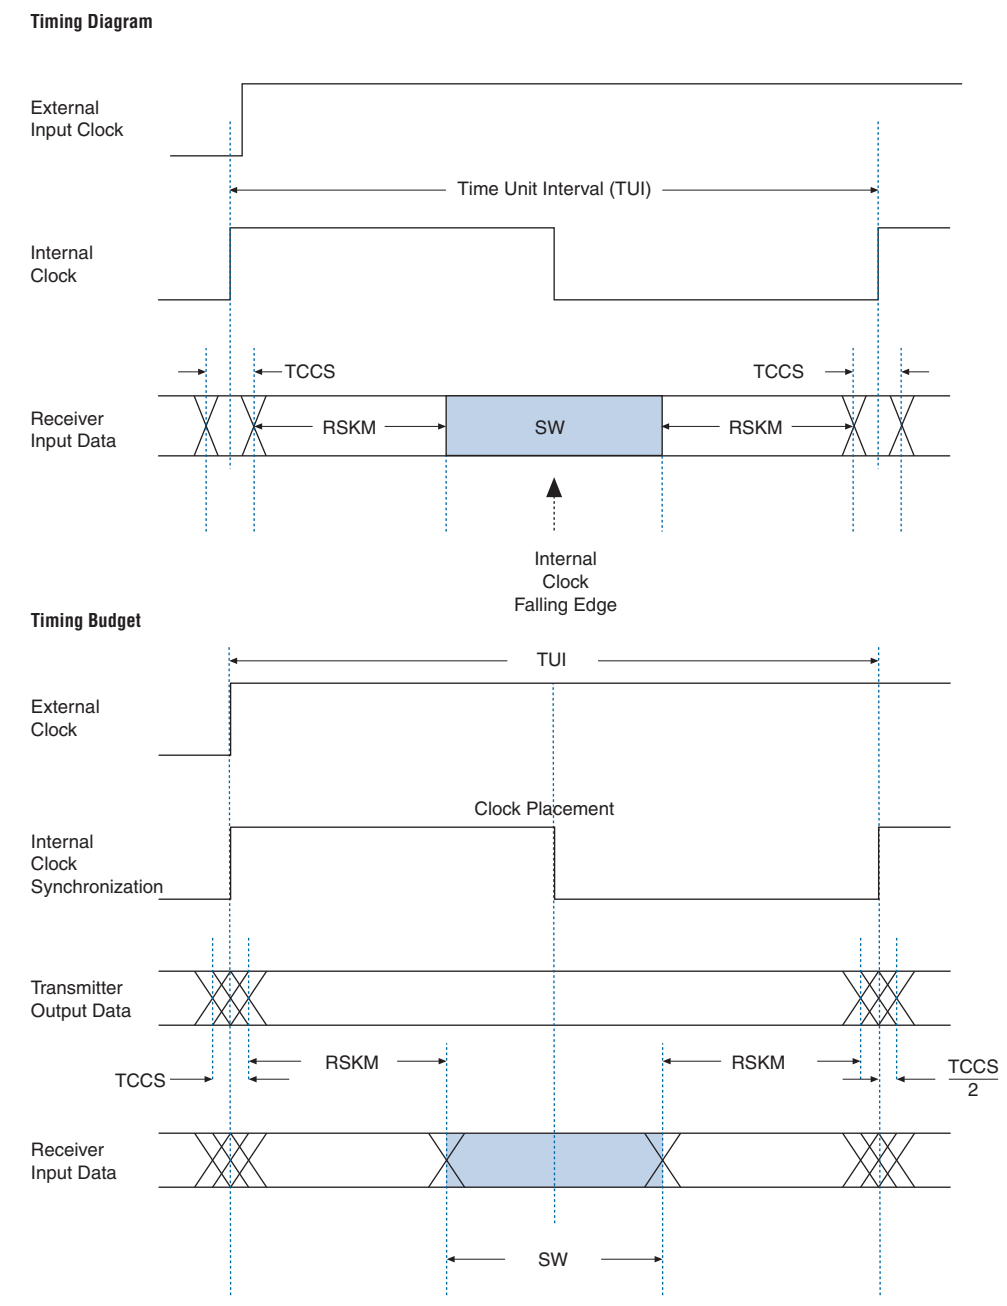 Timing Diagram
External
Input Clock
Time Unit Interval (TUI)
Internal
Clock
TCCS
TCCS
Receiver
Input Data
RSKM
SW
RSKM
Internal
Clock
Falling Edge
Timing Budget
TUI
External
Clock
Clock Placement
Internal
Clock
Synchronization
Transmitter
Output Data
RSKM
RSKM
TCCS
TCCS
2
Receiver
Input Data
SW